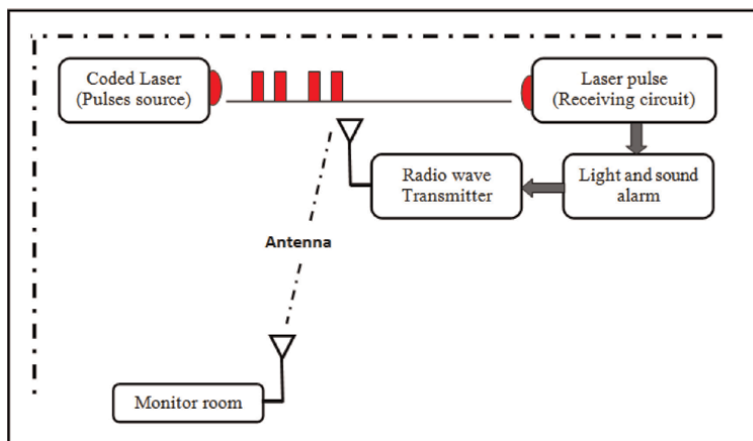 Coded Laser
(Pulses source)
Laser pulse
(Receiving circuit)
Radio wave
Transmitter
Light and sound
alarm
Antenna
Monitor room